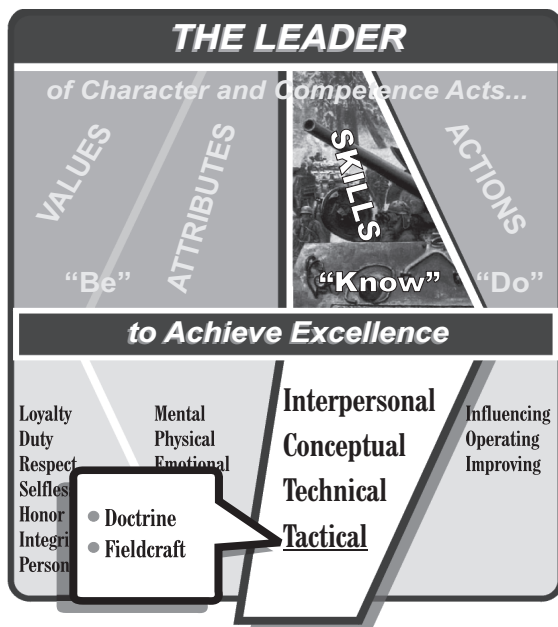 THE LEADER
of Character and Competence Acts...
VALUES
ATTRIBUTES
SKILLS
ACTIONS
“Be”
“Know”
“Do”
to Achieve Excellence
Loyalty
Duty
Respect
Honor
Mental
Physical
Emotional
Interpersonal
Conceptual
Technical
Tactical
Influencing
Operating
Improving
Doctrine
Fieldcraft